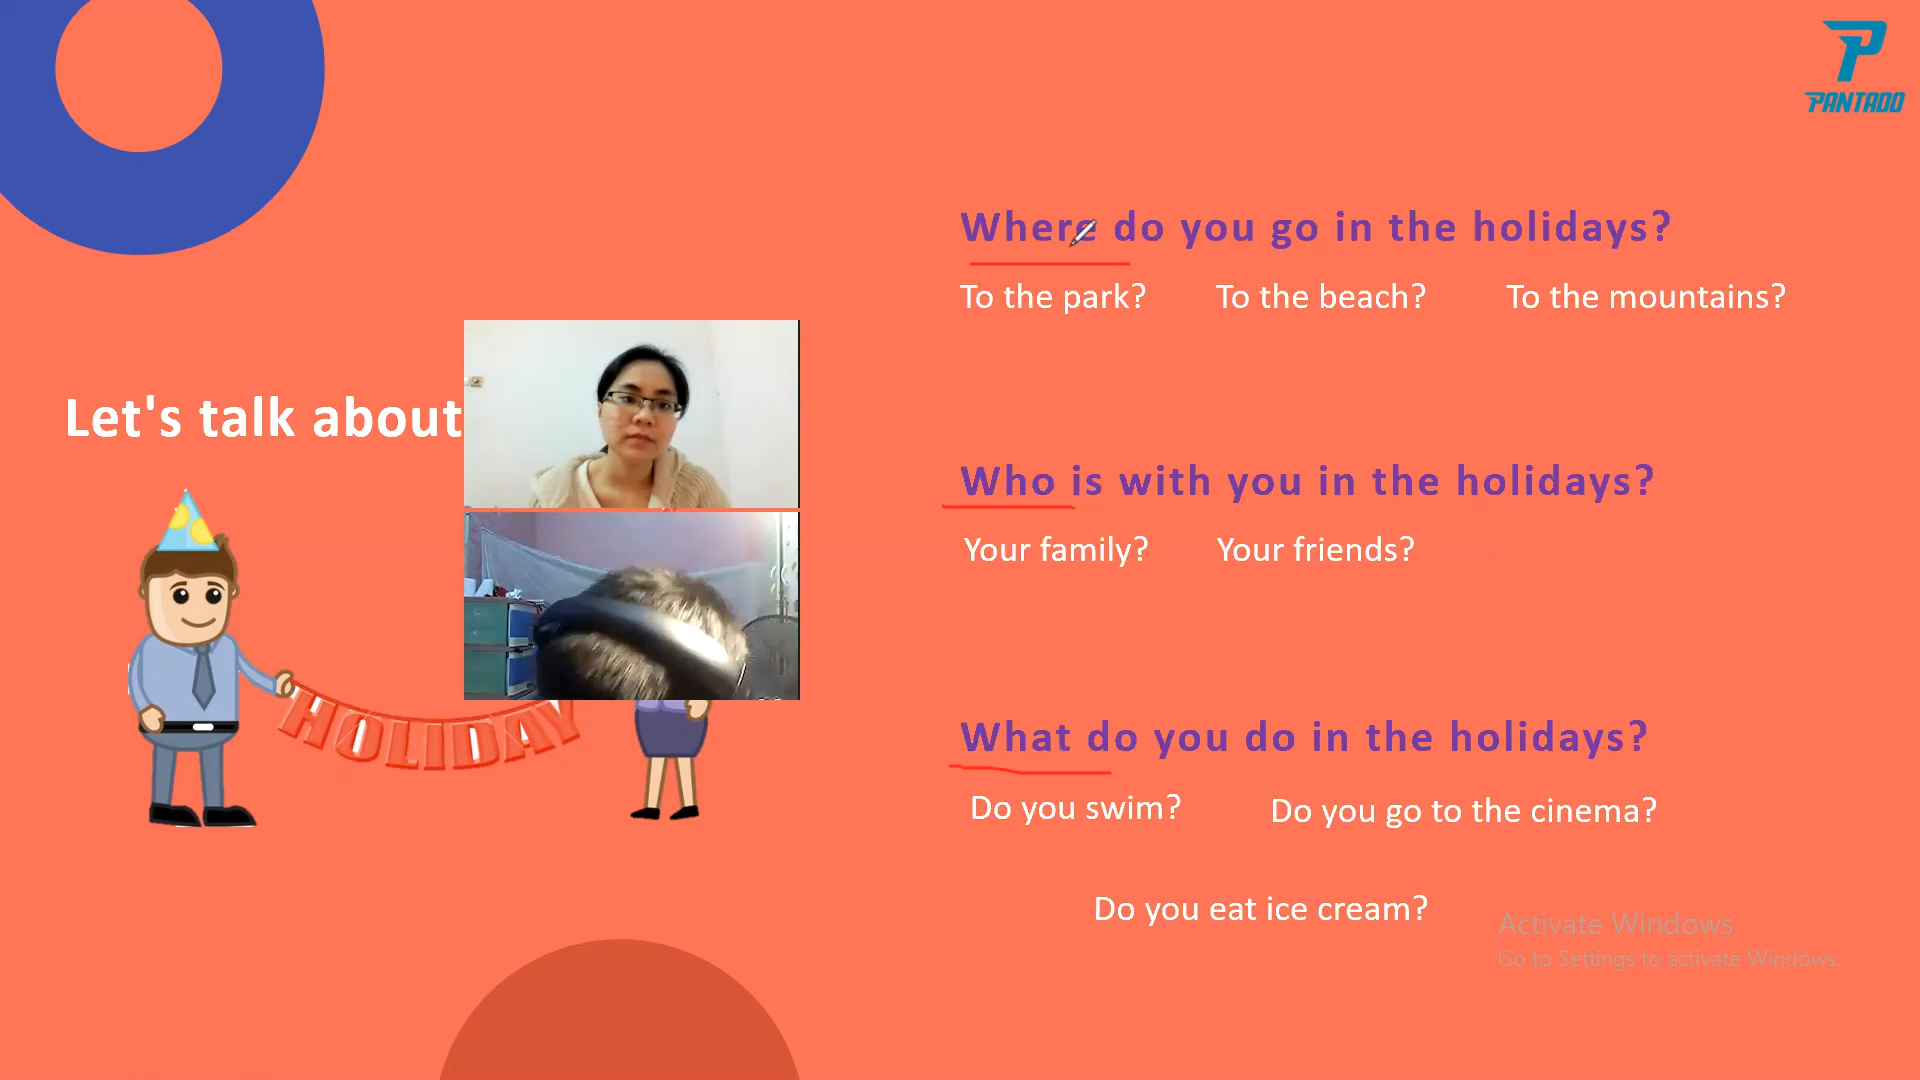 PANTADO
Where do you go in the holidays?
To the park? To the beach? To the mountains?
Let's talk about
Who is with you in the holidays?
Your family? Your friends?
HOLIDAY
What do you do in the holidays?
Do you swim? Do you go to the cinema?
Do you eat ice cream?
Activate Windows
Go to Settings to activate Windows.